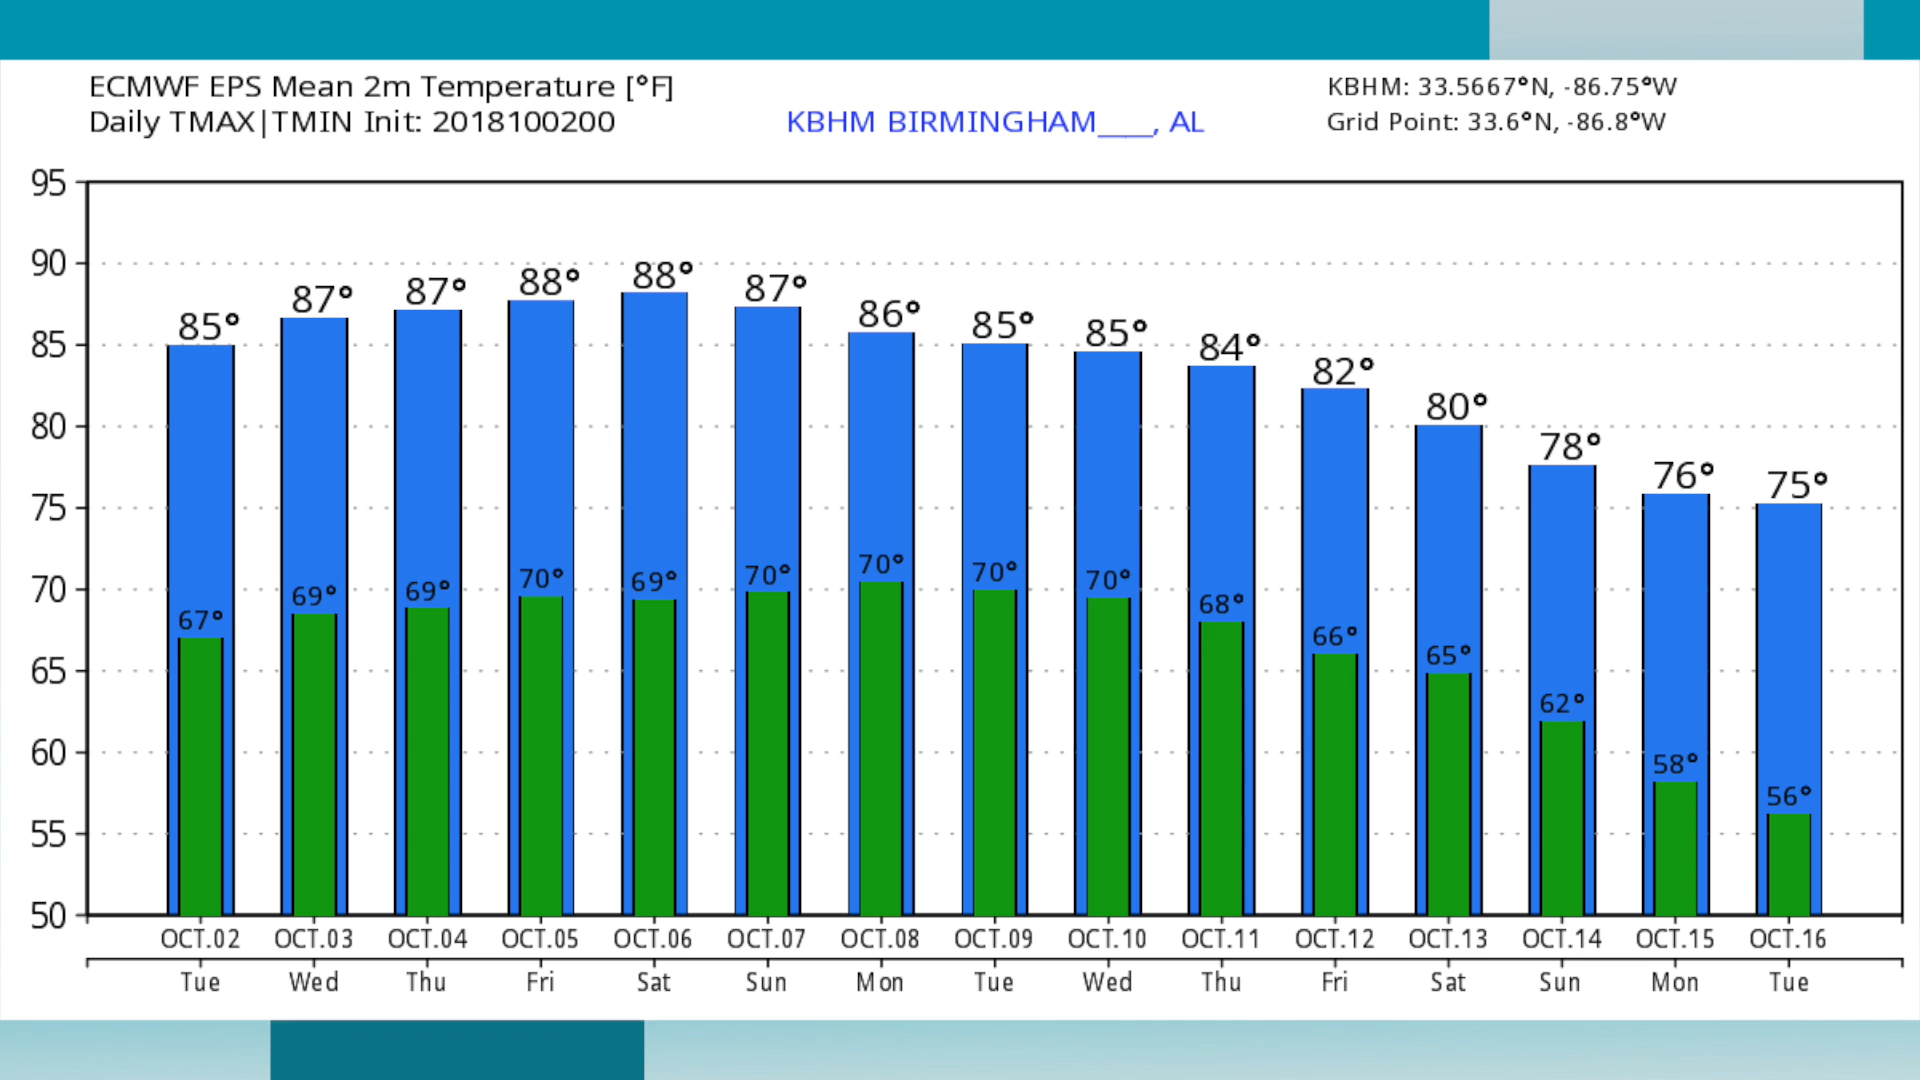 ECMWF EPS Mean 2m Temperature [°F]
Daily TMAX|TMIN Init: 2018100200
KBHM BIRMINGHAM____, AL
KBHM: 33.5667°N, -86.75°W
Grid Point: 33.6°N, -86.8°W
95
90
85
80
75
70
65
60
55
50
85° 87° 87° 88° 88° 87° 86° 85° 85° 84° 82° 80° 78° 76° 75°
67° 69° 69° 70° 69° 70° 70° 70° 70° 68° 66° 65° 62° 58° 56°
OCT.02 OCT.03 OCT.04 OCT.05 OCT.06 OCT.07 OCT.08 OCT.09 OCT.10 OCT.11 OCT.12 OCT.13 OCT.14 OCT.15 OCT.16
Tue Wed Thu Fri Sat Sun Mon Tue Wed Thu Fri Sat Sun Mon Tue